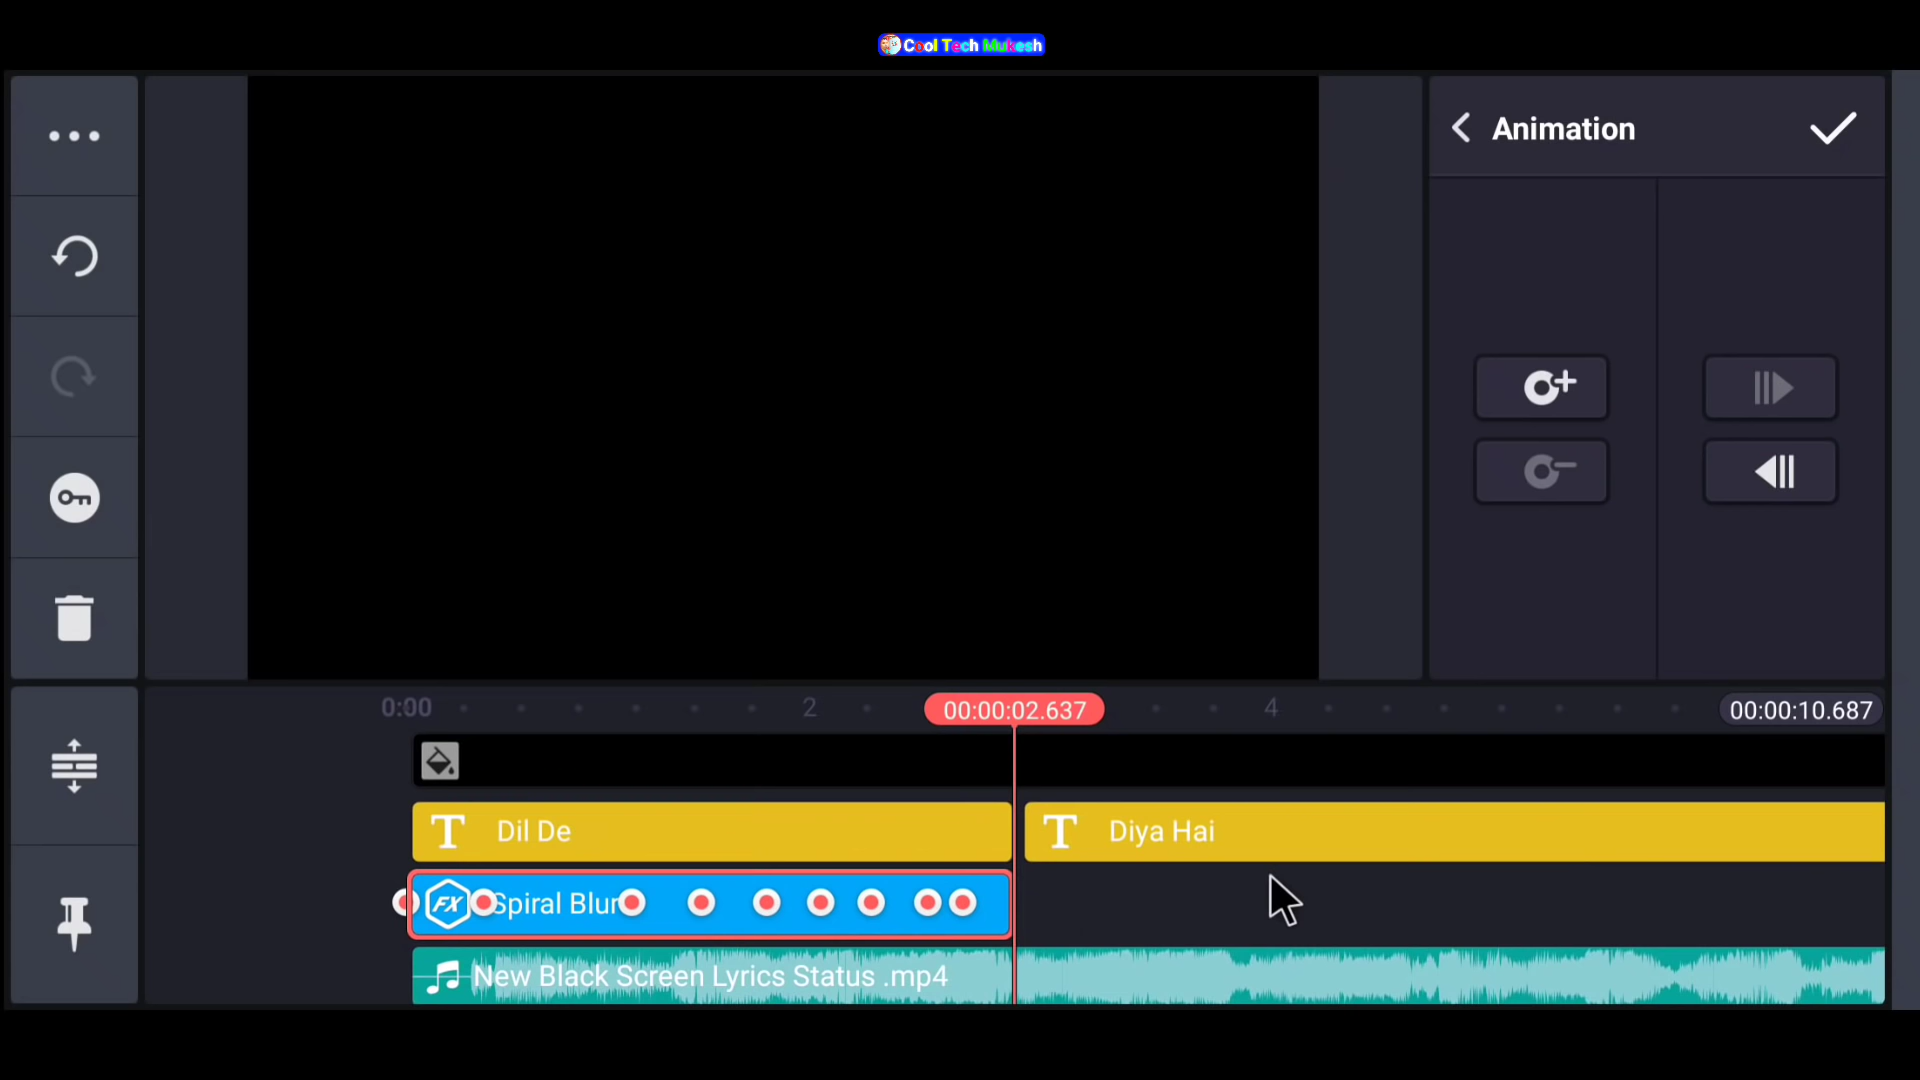 Cool Tech Mukesh
Animation
0:00
2
00:00:02.637
4
00:00:10.687
T Dil De
T Diya Hai
FX Spiral Blur
New Black Screen Lyrics Status .mp4